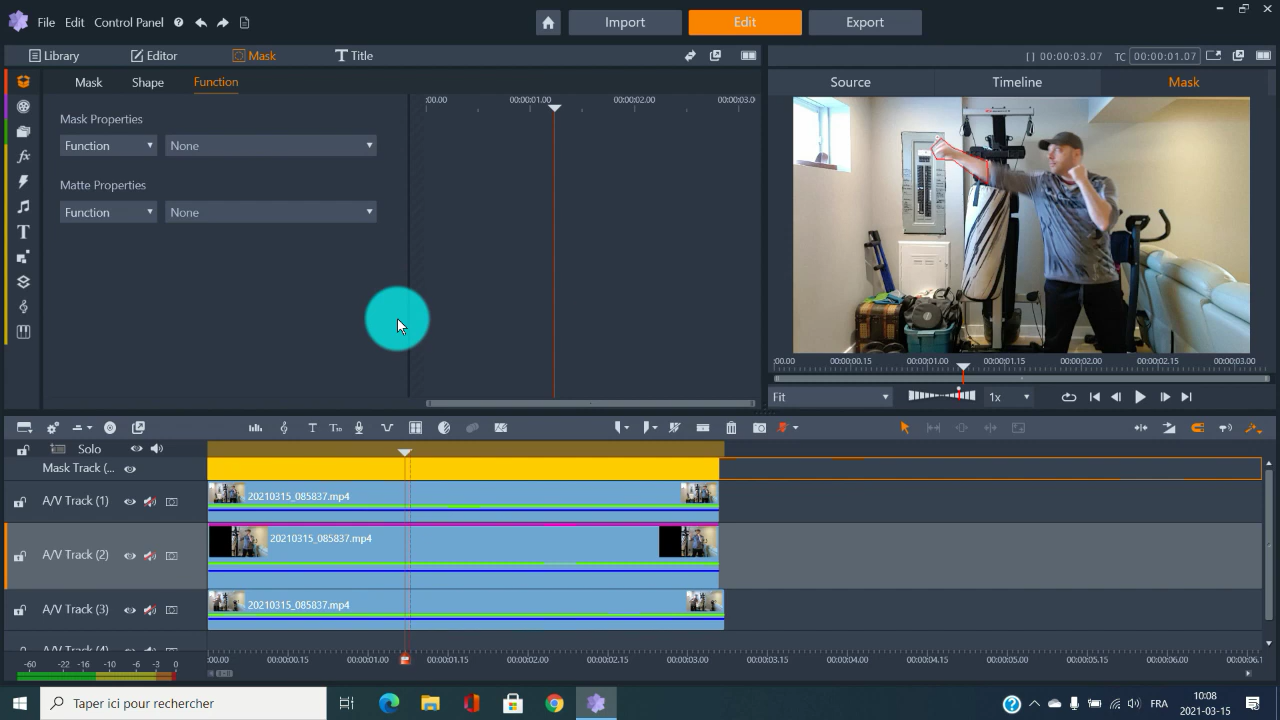 File Edit Control Panel
Import Edit Export
Library Editor Mask Title
[ ] 00:00:03.07 TC 00:00:01.07
Mask Shape Function
:00.00 00:00:01.00 00:00:02.00 00:00:03.0
Source Timeline Mask
Mask Properties
Function None
Matte Properties
Function None
:00.00 00:00:00.15 00:00:01.00 00:00:01.15 00:00:02.00 00:00:02.15 00:00:03.00
Fit 1x
Solo
Mask Track (...
A/V Track (1) 20210315_085837.mp4
A/V Track (2) 20210315_085837.mp4
A/V Track (3) 20210315_085837.mp4
A/V Track (4)
-60 -22 -16 -10 -6 -3 0
:00.00 00:00:00.15 00:00:01.00 00:00:01.15 00:00:02.00 00:00:02.15 00:00:03.00 00:00:03.15 00:00:04.00 00:00:04.15 00:00:05.00 00:00:05.15 00:00:06.00 00:00:06.1
Taper ici pour rechercher
FRA
10:08
2021-03-15